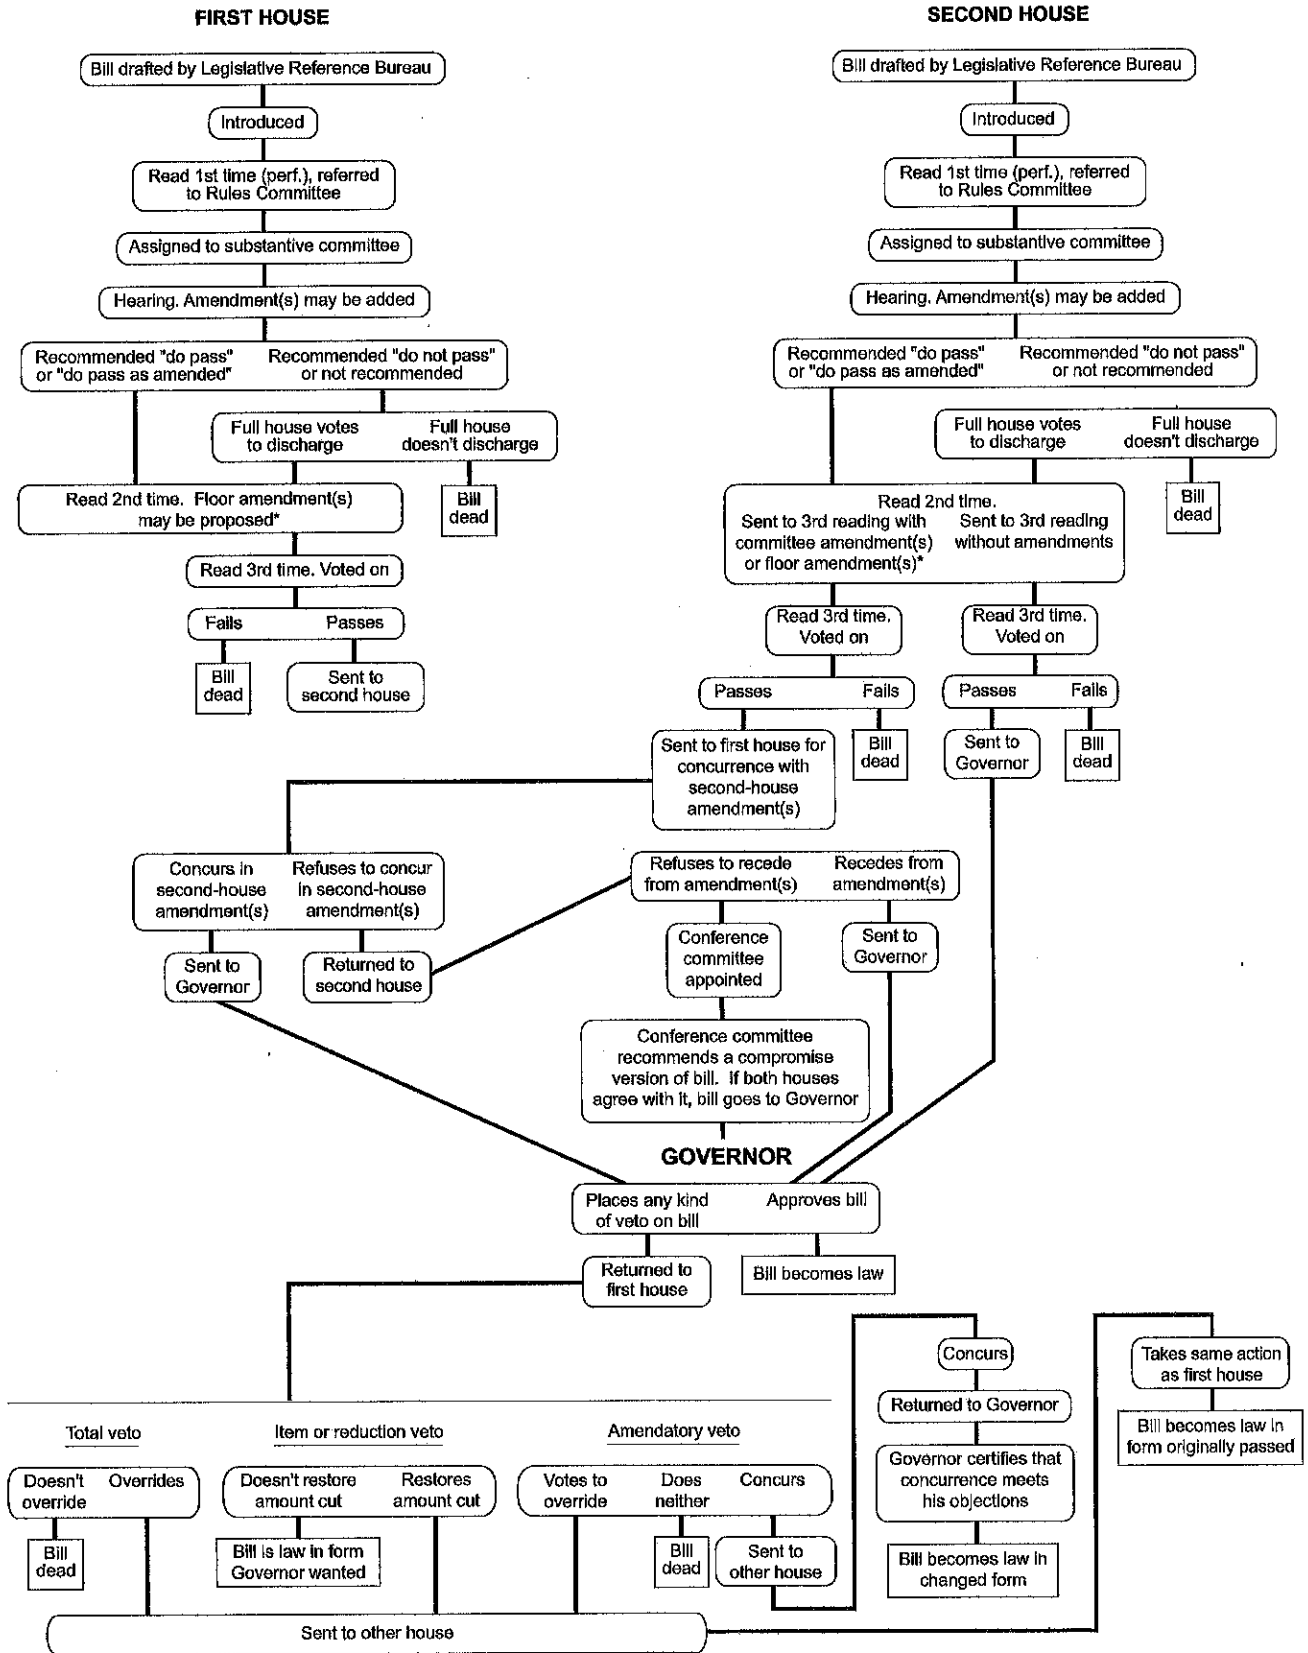 FIRST HOUSE
Bill drafted by Legislative Reference Bureau
Introduced
Read 1st time (perf.), referred
to Rules Committee
Assigned to substantive committee
Hearing. Amendment(s) may be added
Recommended "do pass"
or "do pass as amended"
Recommended "do not pass"
or not recommended
Full house votes
to discharge
Full house
doesn't discharge
Bill
dead
Read 2nd time. Floor amendment(s)
may be proposed*
Read 3rd time. Voted on
Fails
Passes
Bill
dead
Sent to
second house
SECOND HOUSE
Bill drafted by Legislative Reference Bureau
Introduced
Read 1st time (perf.), referred
to Rules Committee
Assigned to substantive committee
Hearing. Amendment(s) may be added
Recommended "do pass"
or "do pass as amended"
Recommended "do not pass"
or not recommended
Full house votes
to discharge
Full house
doesn't discharge
Bill
dead
Read 2nd time.
Sent to 3rd reading with
committee amendment(s)
or floor amendment(s)*
Sent to 3rd reading
without amendments
Read 3rd time.
Voted on
Read 3rd time.
Voted on
Passes
Fails
Passes
Fails
Sent to first house for
concurrence with
second-house
amendment(s)
Bill
dead
Sent to
Governor
Bill
dead
Concurs in
second-house
amendment(s)
Refuses to concur
in second-house
amendment(s)
Sent to
Governor
Returned to
second house
Refuses to recede
from amendment(s)
Recedes from
amendment(s)
Conference
committee
appointed
Sent to
Governor
Conference committee
recommends a compromise
version of bill. If both houses
agree with it, bill goes to Governor
GOVERNOR
Places any kind
of veto on bill
Approves bill
Returned to
first house
Bill becomes law
Total veto
Doesn't
override
Overrides
Bill
dead
Item or reduction veto
Doesn't restore
amount cut
Restores
amount cut
Bill is law in form
Governor wanted
Amendatory veto
Votes to
override
Does
neither
Concurs
Bill
dead
Sent to
other house
Sent to other house
Concurs
Returned to Governor
Governor certifies that
concurrence meets
his objections
Bill becomes law in
changed form
Takes same action
as first house
Bill becomes law in
form originally passed